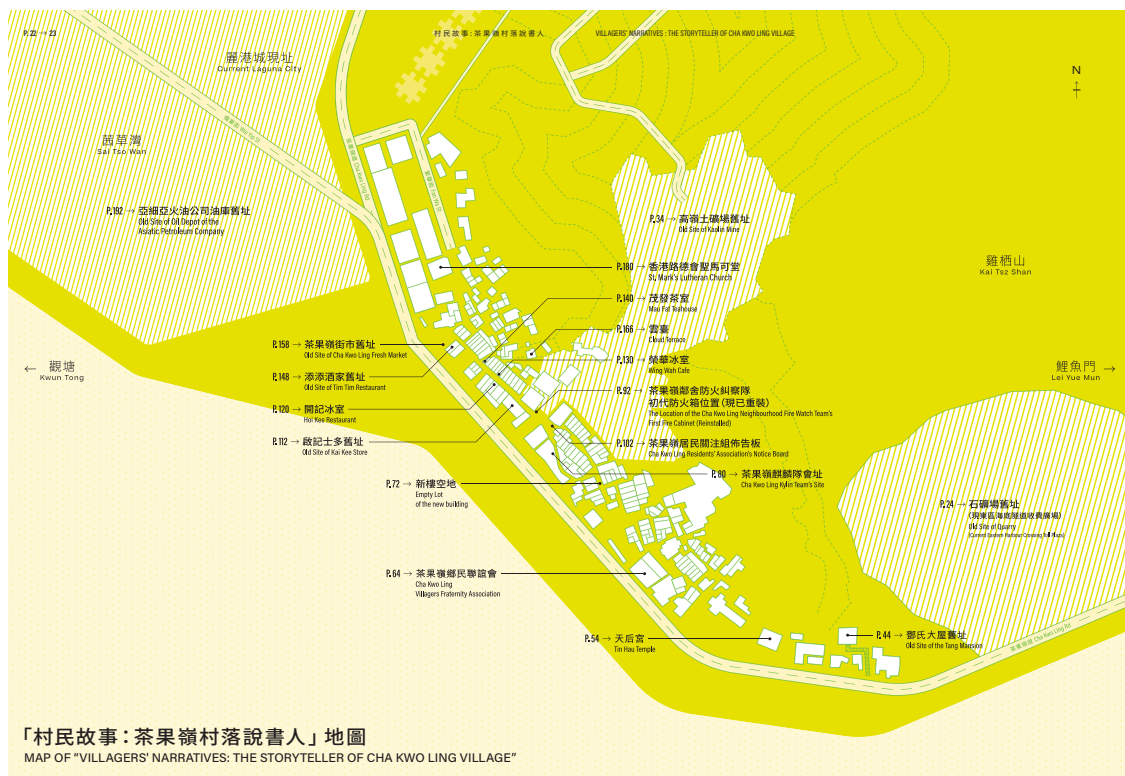 P.22 → 23
村民故事：茶果嶺村落說書人
VILLAGERS' NARRATIVES : THE STORYTELLER OF CHA KWO LING VILLAGE
麗港城現址
Current Laguna City
N
茜草灣
Sai Tso Wan
茶果嶺道 Cha Kwo Ling Rd
P.192 → 亞細亞火油公司油庫舊址
Old Site of Oil Depot of the
Asiatic Petroleum Company
P.34 → 高嶺土礦場舊址
Old Site of Kaolin Mine
雞栖山
Kai Tsz Shan
P.180 → 香港路德會聖馬可堂
St. Mark's Lutheran Church
P.140 → 茂發茶室
Mau Fat Teahouse
P.166 → 雲臺
Cloud Terrace
P.158 → 茶果嶺街市舊址
Old Site of Cha Kwo Ling Fresh Market
P.130 → 榮華冰室
Wing Wah Cafe
← 觀塘
Kwun Tong
鯉魚門 →
Lei Yue Mun
P.148 → 添添酒家舊址
Old Site of Tim Tim Restaurant
P.92 → 茶果嶺鄰舍防火糾察隊
初代防火箱位置（現已重裝）
The Location of the Cha Kwo Ling Neighbourhood Fire Watch Team's
First Fire Cabinet (Reinstalled)
P.120 → 開記冰室
Hoi Kee Restaurant
P.112 → 啟記士多舊址
Old Site of Kai Kee Store
P.102 → 茶果嶺居民關注組佈告板
Cha Kwo Ling Residents' Association's Notice Board
P.80 → 茶果嶺麒麟隊會址
Cha Kwo Ling Kylin Team's Site
P.72 → 新樓空地
Empty Lot
of the new building
P.24 → 石礦場舊址
（現東區海底隧道收費廣場）
Old Site of Quarry
(Current Eastern Harbour Crossing Toll Plaza)
P.64 → 茶果嶺鄉民聯誼會
Cha Kwo Ling
Villagers Fraternity Association
P.54 → 天后宮
Tin Hau Temple
P.44 → 鄧氏大屋舊址
Old Site of the Tang Mansion
茶果嶺道 Cha Kwo Ling Rd
「村民故事：茶果嶺村落說書人」地圖
MAP OF "VILLAGERS' NARRATIVES: THE STORYTELLER OF CHA KWO LING VILLAGE"